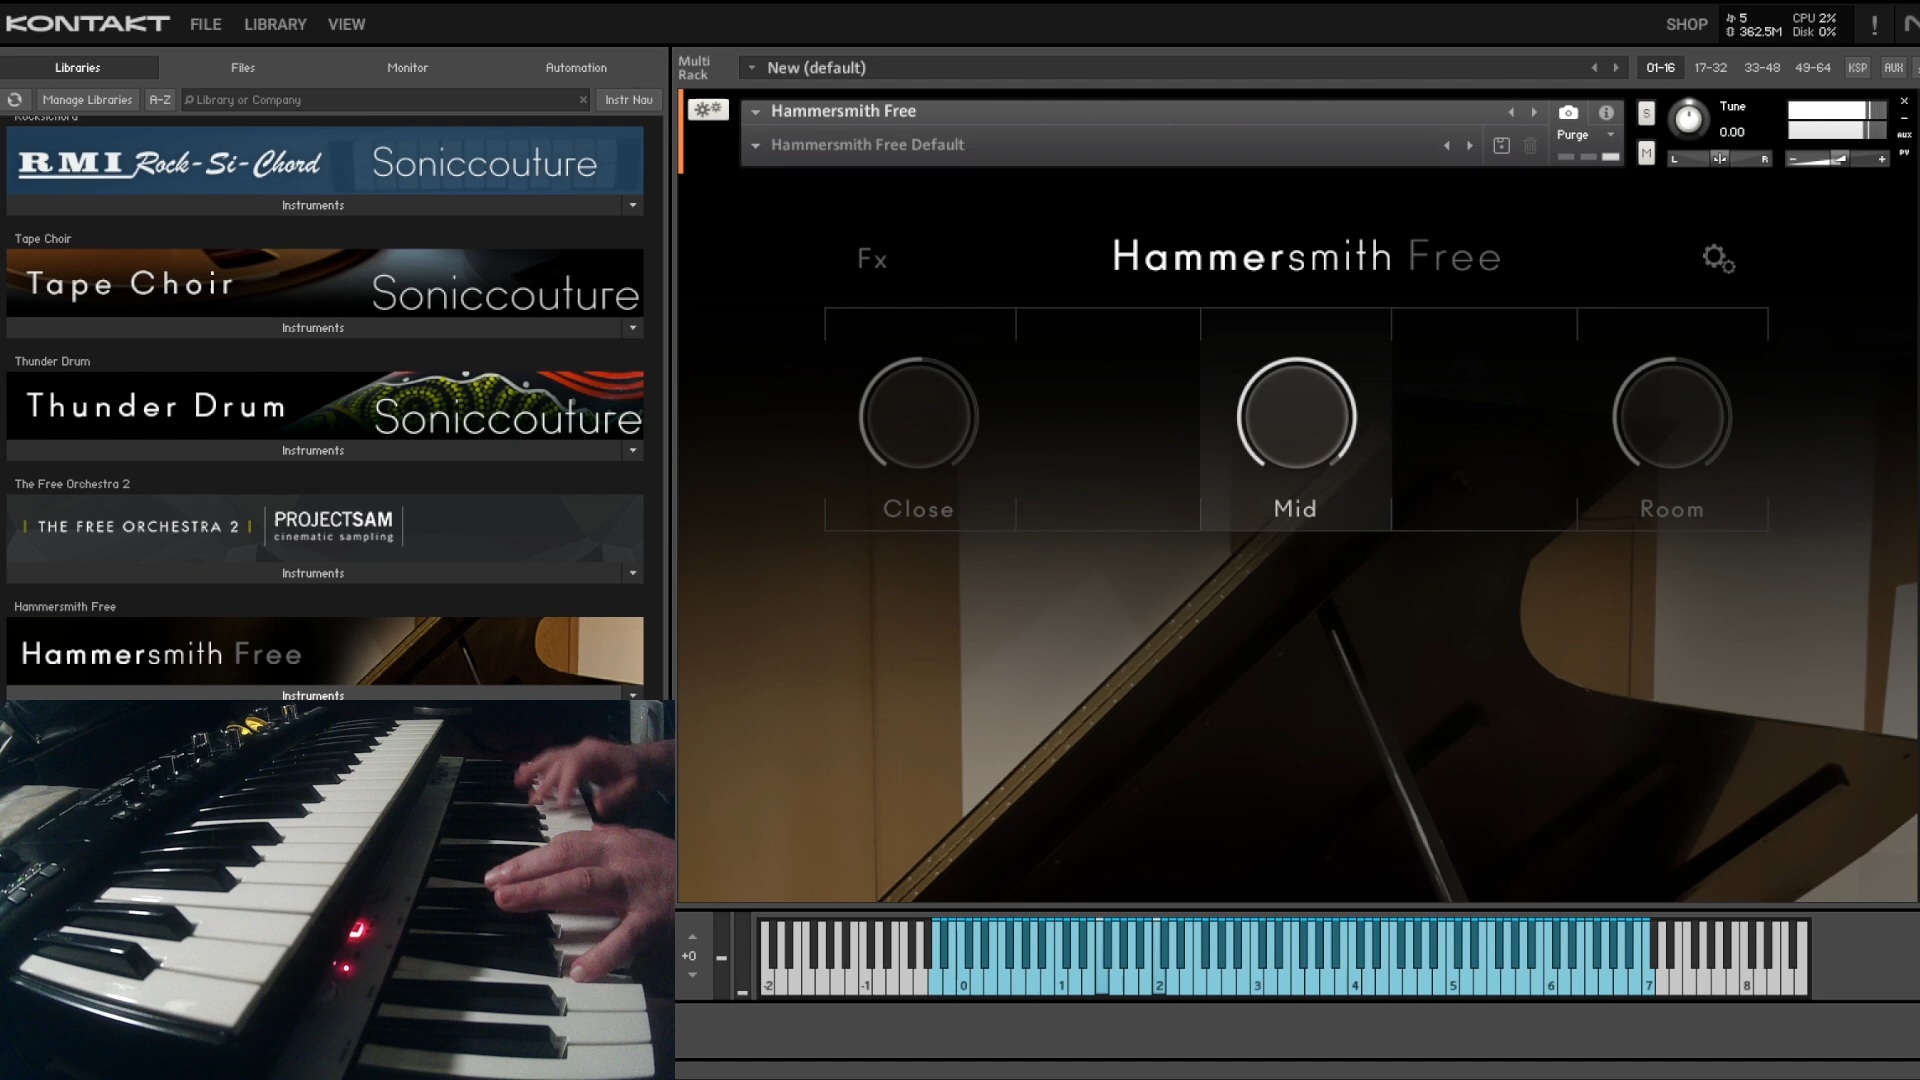 KONTAKT FILE LIBRARY VIEW
SHOP 5 362.5M CPU 2% Disk 0% !
Libraries Files Monitor Automation
Manage Libraries A-Z Library or Company × Instr Nav
Rocksichord
RMI Rock-Si-Chord Soniccouture
Instruments
Tape Choir
Tape Choir Soniccouture
Instruments
Thunder Drum
Thunder Drum Soniccouture
Instruments
The Free Orchestra 2
THE FREE ORCHESTRA 2 PROJECTSAM
cinematic sampling
Instruments
Hammersmith Free
Hammersmith Free
Instruments
Multi
Rack
New (default)
01-16 17-32 33-48 49-64 KSP AUX
Hammersmith Free
Hammersmith Free Default
Purge
S
M
Tune
0.00
L R
- +
×
-
AUX
PV
Fx Hammersmith Free
Close Mid Room
+0
-2 -1 0 1 2 3 4 5 6 7 8